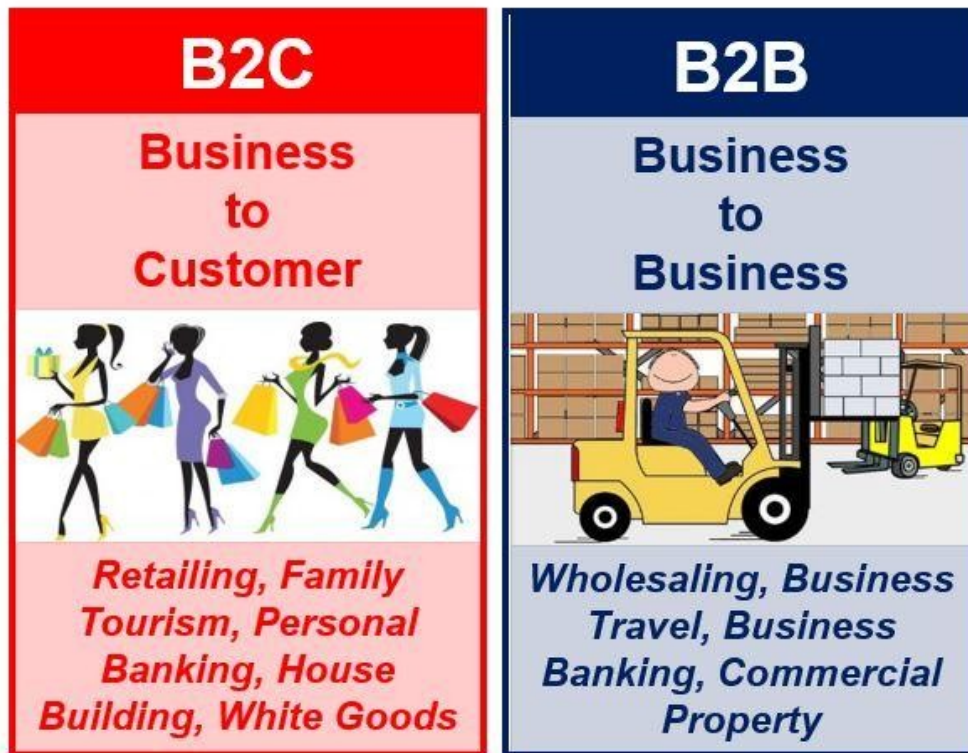 B2C
Business
to
Customer
Retailing, Family
Tourism, Personal
Banking, House
Building, White Goods
B2B
Business
to
Business
Wholesaling, Business
Travel, Business
Banking, Commercial
Property